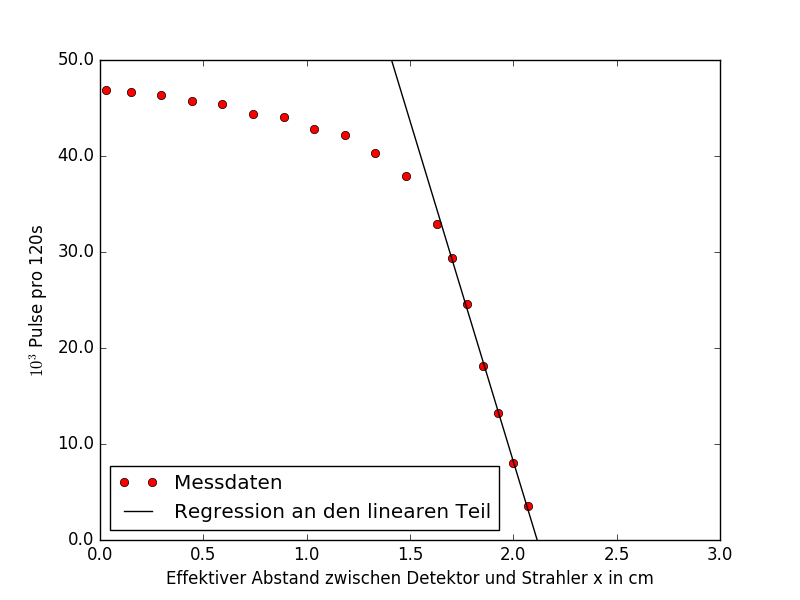 50.0
40.0
30.0
20.0
10.0
0.0
10³ Pulse pro 120s
Messdaten
Regression an den linearen Teil
0.0 0.5 1.0 1.5 2.0 2.5 3.0
Effektiver Abstand zwischen Detektor und Strahler x in cm